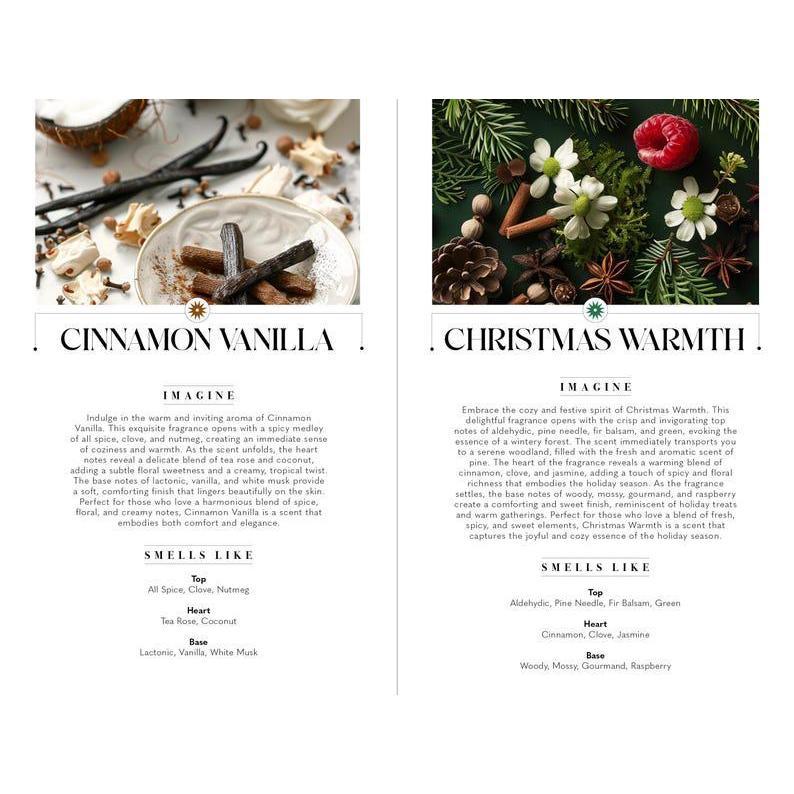 CINNAMON VANILLA
IMAGINE
Indulge in the warm and inviting aroma of Cinnamon
Vanilla. This exquisite fragrance opens with a spicy medley
of all spice, clove, and nutmeg, creating an immediate sense
of coziness and warmth. As the scent unfolds, the heart
notes reveal a delicate blend of tea rose and coconut,
adding a subtle floral sweetness and a creamy, tropical twist.
The base notes of lactonic, vanilla, and white musk provide
a soft, comforting finish that lingers beautifully on the skin.
Perfect for those who love a harmonious blend of spice,
floral, and creamy notes, Cinnamon Vanilla is a scent that
embodies both comfort and elegance.
SMELLS LIKE
Top
All Spice, Clove, Nutmeg
Heart
Tea Rose, Coconut
Base
Lactonic, Vanilla, White Musk
CHRISTMAS WARMTH
IMAGINE
Embrace the cozy and festive spirit of Christmas Warmth. This
delightful fragrance opens with the crisp and invigorating top
notes of aldehydic, pine needle, fir balsam, and green, evoking the
essence of a wintery forest. The scent immediately transports you
to a serene woodland, filled with the fresh and aromatic scent of
pine. The heart of the fragrance reveals a warming blend of
cinnamon, clove, and jasmine, adding a touch of spicy and floral
richness that embodies the holiday season. As the fragrance
settles, the base notes of woody, mossy, gourmand, and raspberry
create a comforting and sweet finish, reminiscent of holiday treats
and warm gatherings. Perfect for those who love a blend of fresh,
spicy, and sweet elements, Christmas Warmth is a scent that
captures the joyful and cozy essence of the holiday season.
SMELLS LIKE
Top
Aldehydic, Pine Needle, Fir Balsam, Green
Heart
Cinnamon, Clove, Jasmine
Base
Woody, Mossy, Gourmand, Raspberry